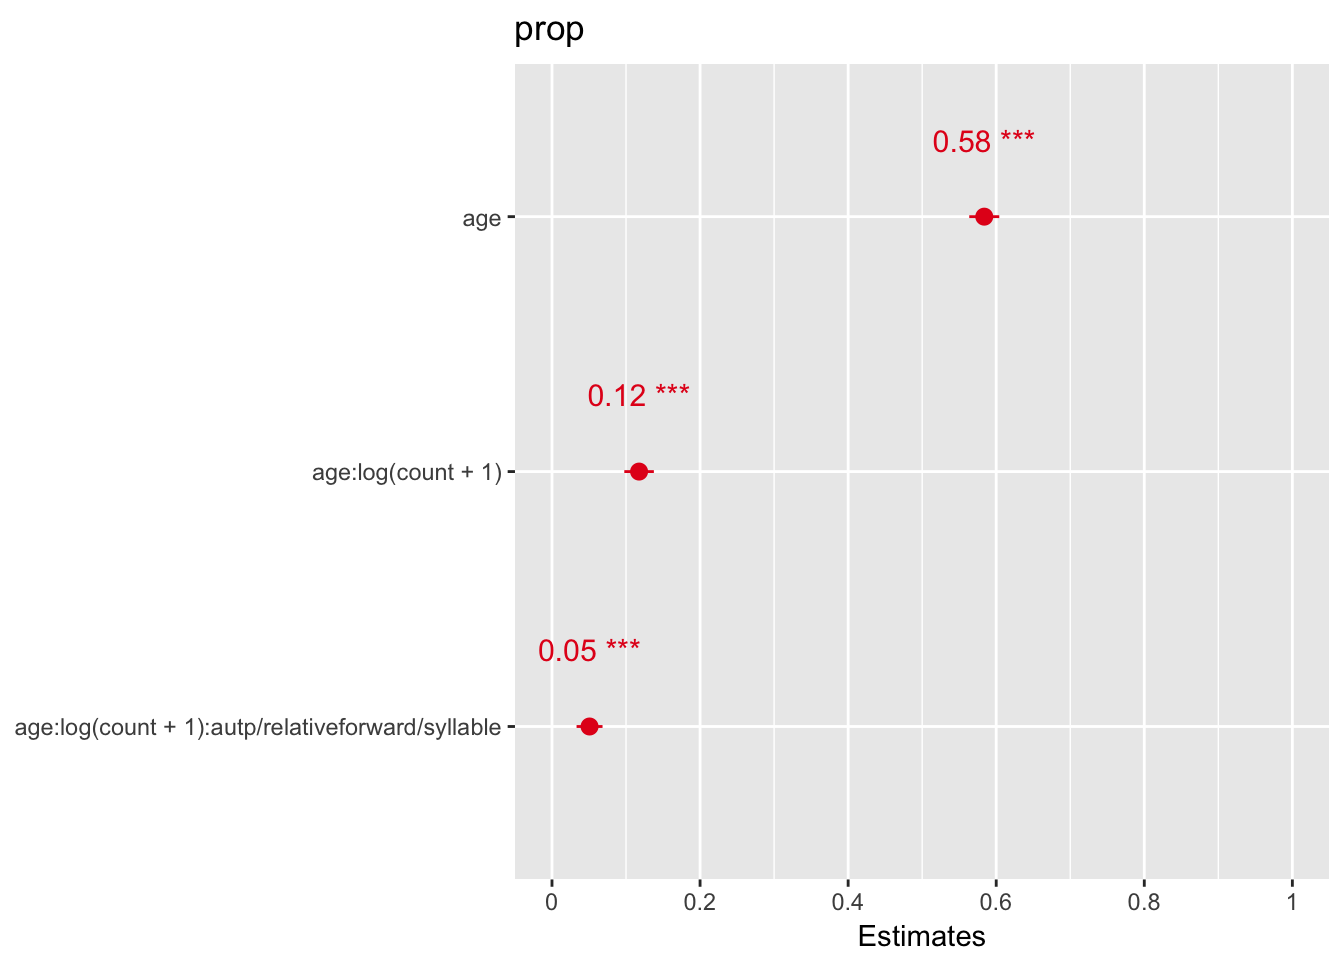 prop
0.58 ***
age
0.12 ***
age:log(count + 1)
0.05 ***
age:log(count + 1):autp/relativeforward/syllable
0 0.2 0.4 0.6 0.8 1
Estimates